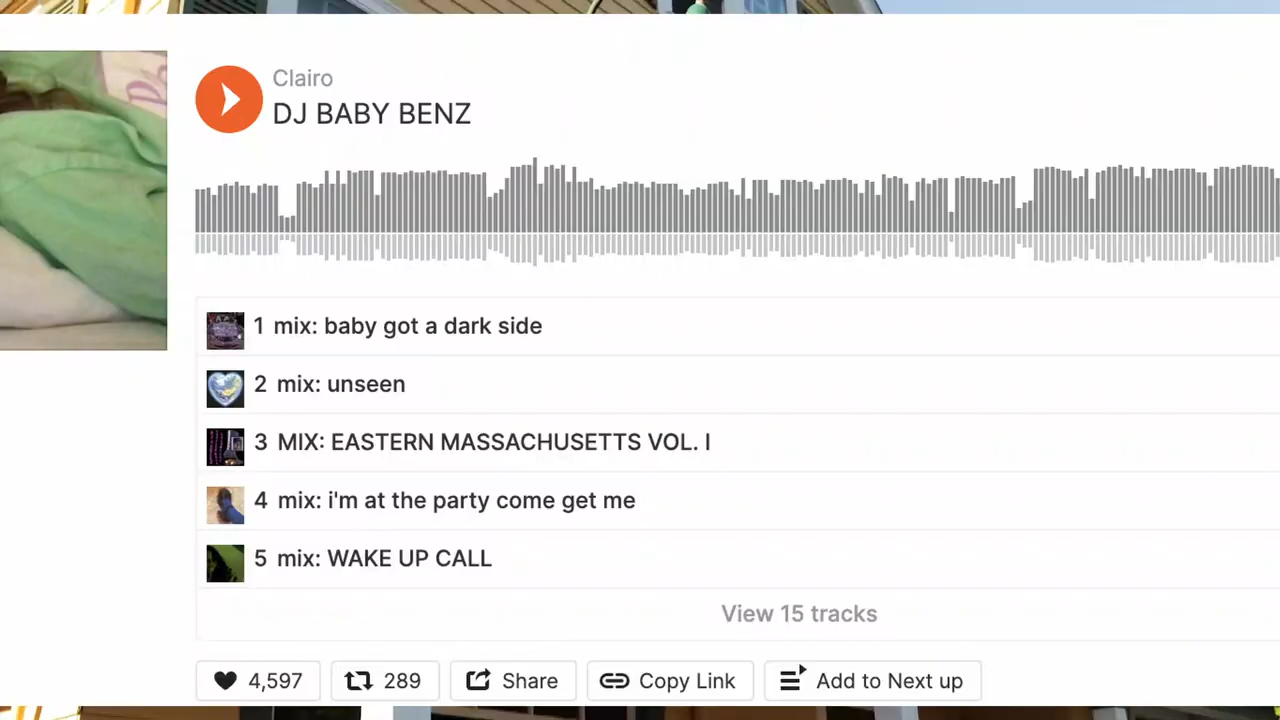 Clairo
DJ BABY BENZ
1 mix: baby got a dark side
2 mix: unseen
3 MIX: EASTERN MASSACHUSETTS VOL. I
4 mix: i'm at the party come get me
5 mix: WAKE UP CALL
View 15 tracks
4,597 289 Share Copy Link Add to Next up